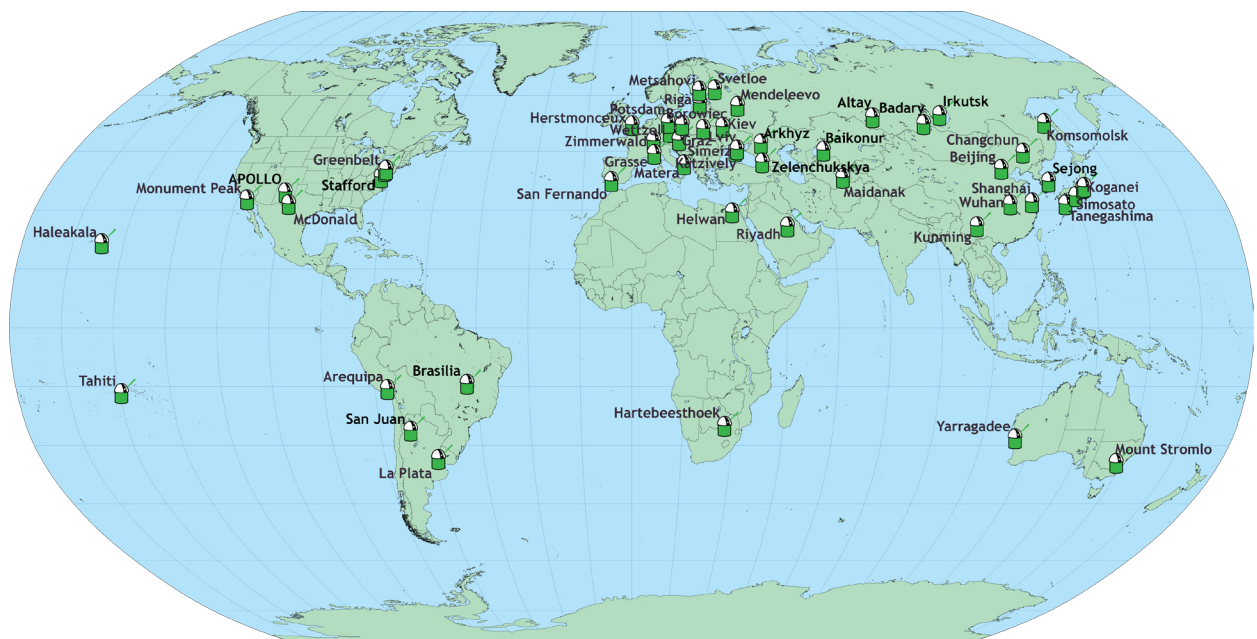 Metsahovi
Svetloe
Riga
Mendeleevo
Potsdam
Borowiec
Herstmonceux
Wettzell
Kiev
Lviv
Zimmerwald
Graz
Simeiz
Grasse
Katzively
Matera
San Fernando
Arkhyz
Zelenchukskya
Baikonur
Maidanak
Altay
Badary
Irkutsk
Changchun
Komsomolsk
Beijing
Sejong
Shanghai
Koganei
Wuhan
Simosato
Tanegashima
Kunming
Greenbelt
APOLLO
Stafford
Monument Peak
McDonald
Haleakala
Helwan
Riyadh
Tahiti
Arequipa
Brasilia
San Juan
La Plata
Hartebeesthoek
Yarragadee
Mount Stromlo